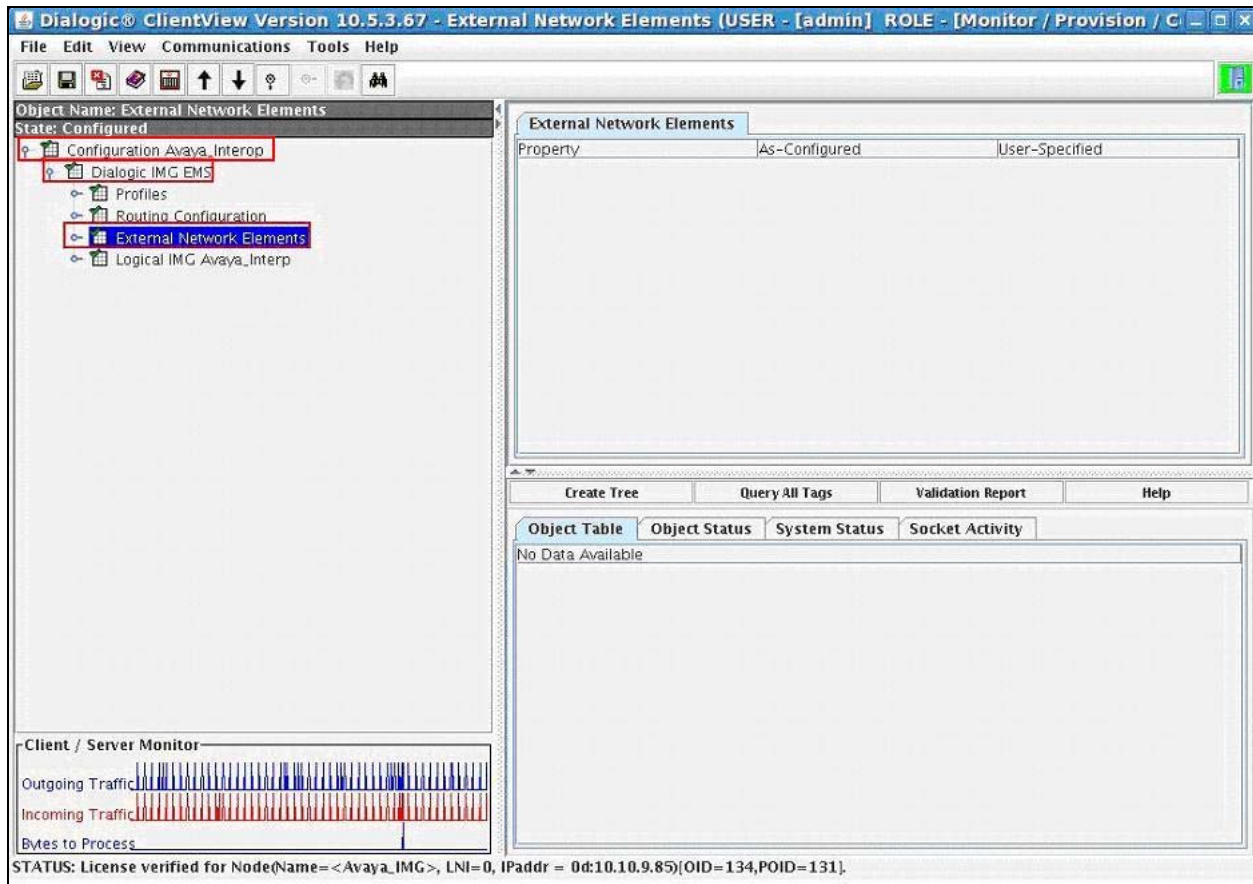 Dialogic® ClientView Version 10.5.3.67 - External Network Elements (USER - [admin] ROLE - [Monitor / Provision / C
File Edit View Communications Tools Help
Object Name: External Network Elements
State: Configured
Configuration Avaya_Interop
Dialogic IMG EMS
Profiles
Routing Configuration
External Network Elements
Logical IMG Avaya_Interp
External Network Elements
Property As-Configured User-Specified
Create Tree Query All Tags Validation Report Help
Object Table Object Status System Status Socket Activity
No Data Available
Client / Server Monitor
Outgoing Traffic
Incoming Traffic
Bytes to Process
STATUS: License verified for Node(Name=<Avaya_IMG>, LNI=0, IPaddr = 0d:10.10.9.85)[OID=134,POID=131].